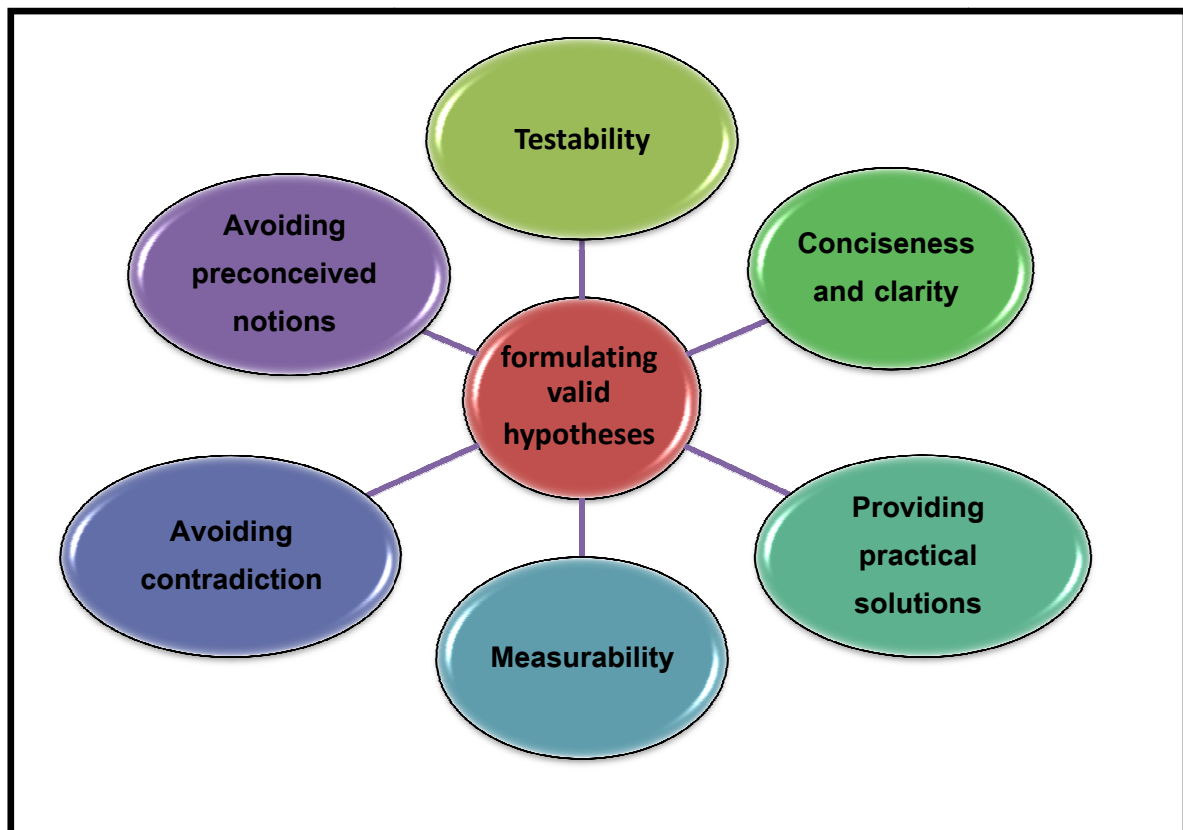 Testability
Conciseness
and clarity
Providing
practical
solutions
Measurability
Avoiding
contradiction
Avoiding
preconceived
notions
formulating
valid
hypotheses